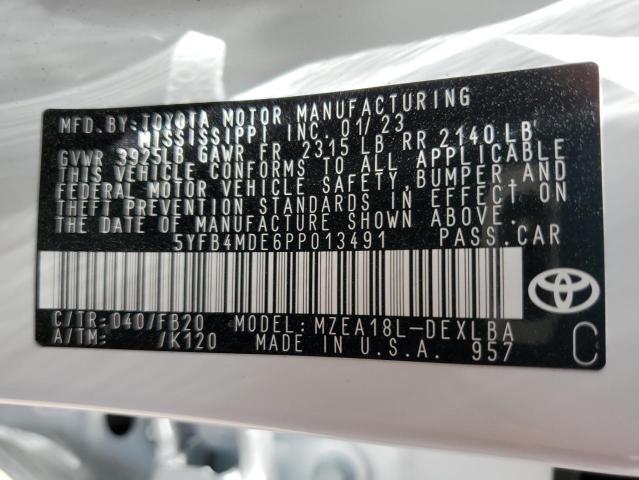 MFD.BY:TOYOTA MOTOR MANUFACTURING
MISSISSIPPI INC. 01/23
GVWR 3925LB GAWR FR 2315 LB RR 2140LB
THIS VEHICLE CONFORMS TO ALL APPLICABLE
FEDERAL MOTOR VEHICLE SAFETY, BUMPER AND
THEFT PREVENTION STANDARDS IN EFFECT ON
THE DATE OF MANUFACTURE SHOWN ABOVE.
5YFB4MDE6PP013491 PASS.CAR
C/TR:040/FB20 MODEL: MZEA18L-DEXLBA
A/TM: /K120 MADE IN U.S.A. 957
C